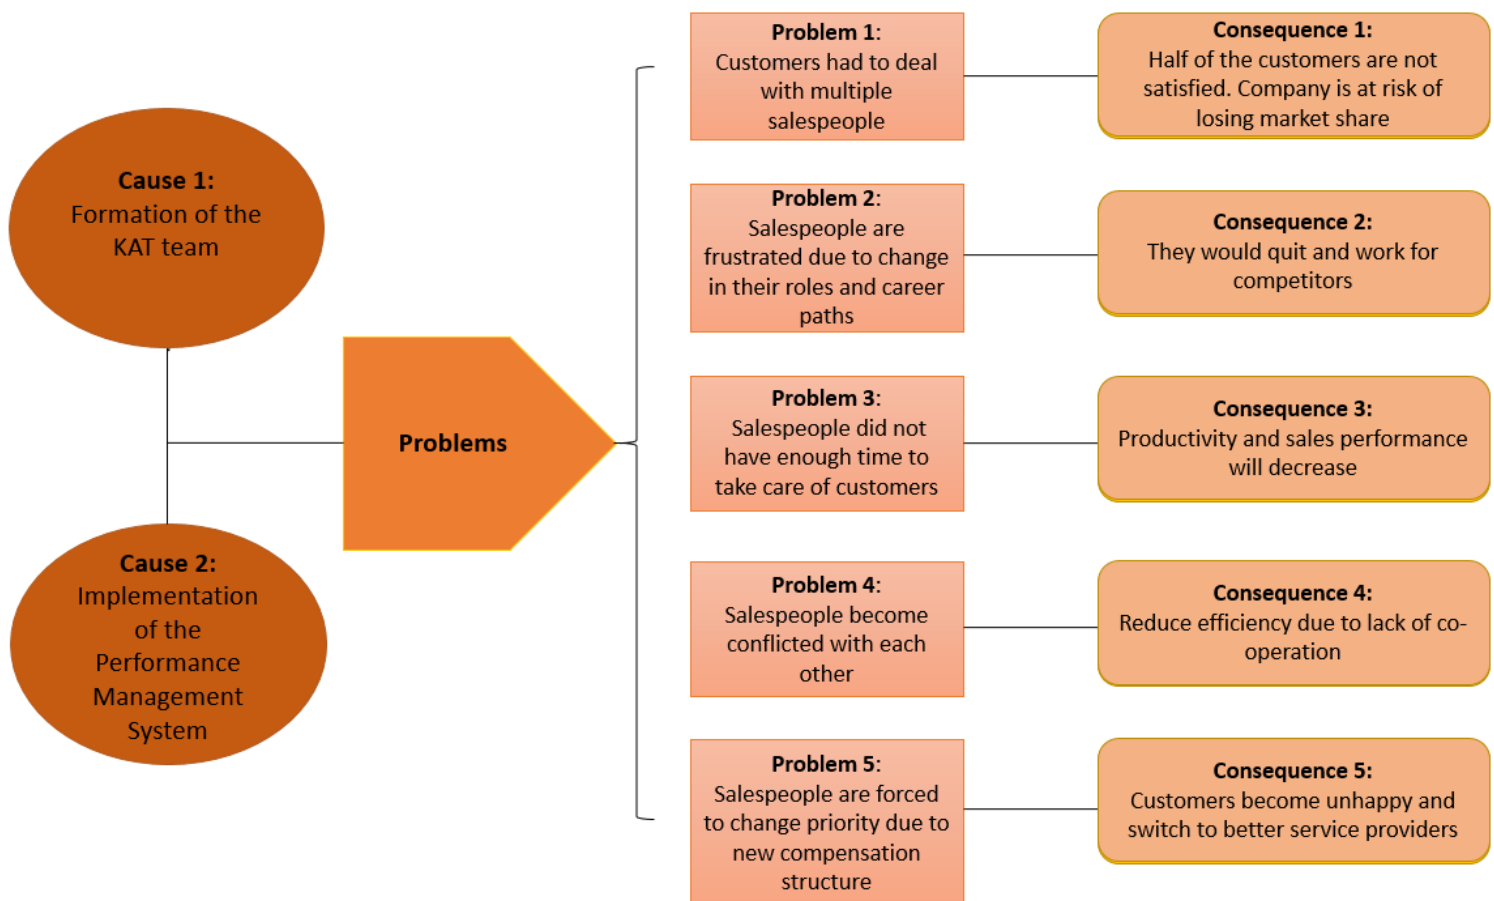 Cause 1:
Formation of the
KAT team
Cause 2:
Implementation
of the
Performance
Management
System
Problems
Problem 1:
Customers had to deal
with multiple
salespeople
Consequence 1:
Half of the customers are not
satisfied. Company is at risk of
losing market share
Problem 2:
Salespeople are
frustrated due to change
in their roles and career
paths
Consequence 2:
They would quit and work for
competitors
Problem 3:
Salespeople did not
have enough time to
take care of customers
Consequence 3:
Productivity and sales performance
will decrease
Problem 4:
Salespeople become
conflicted with each
other
Consequence 4:
Reduce efficiency due to lack of co-
operation
Problem 5:
Salespeople are forced
to change priority due to
new compensation
structure
Consequence 5:
Customers become unhappy and
switch to better service providers